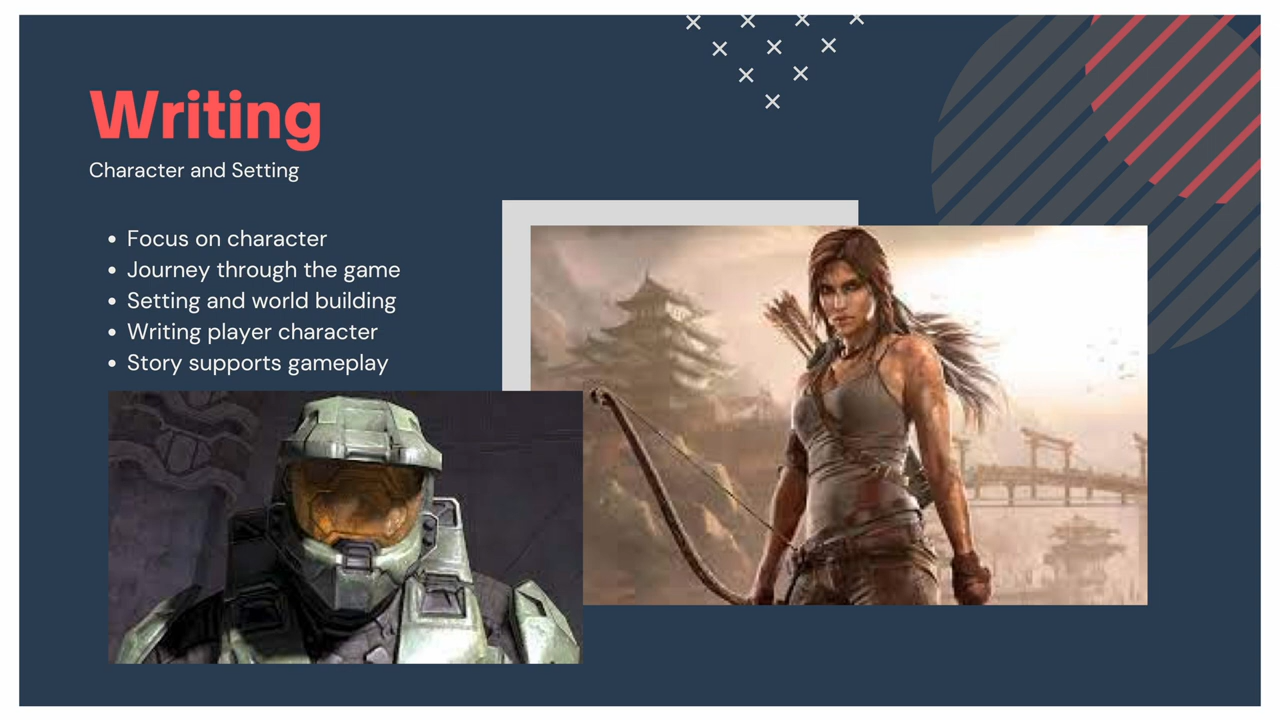 Writing
Character and Setting
Focus on character
Journey through the game
Setting and world building
Writing player character
Story supports gameplay